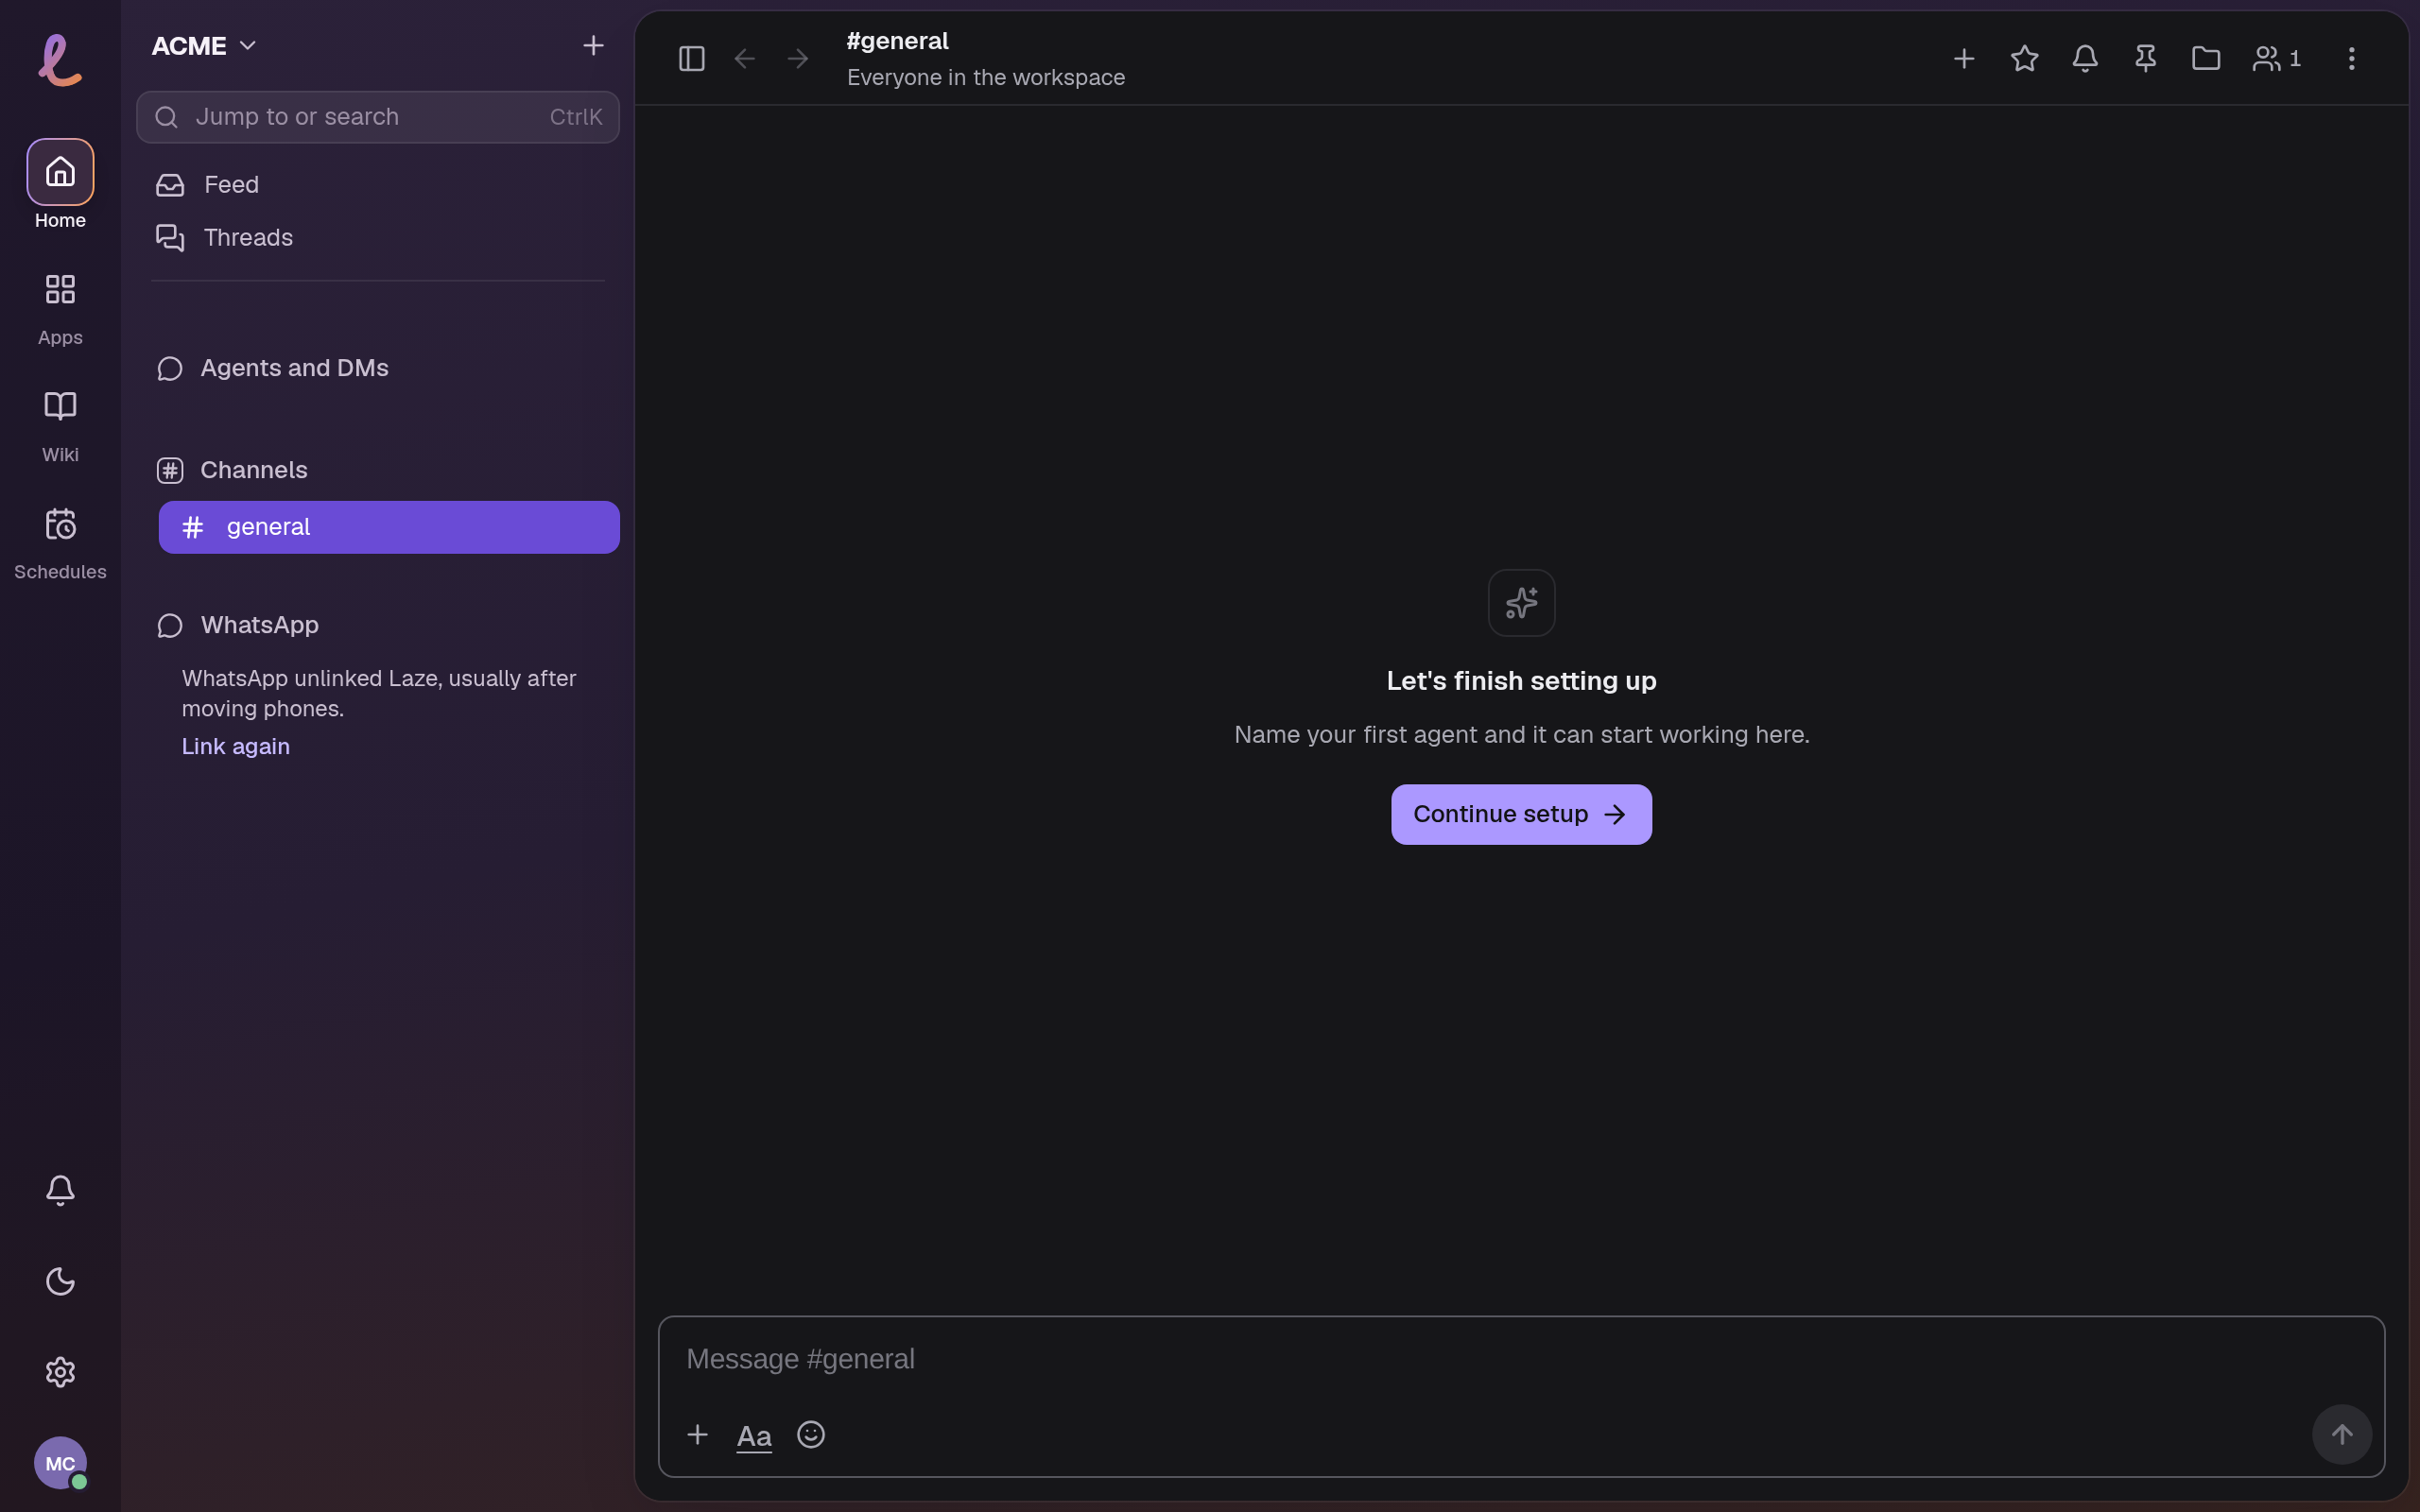 ACME
Jump to or search CtrlK
Feed
Threads
Agents and DMs
Channels
general
WhatsApp
WhatsApp unlinked Laze, usually after
moving phones.
Link again
Home
Apps
Wiki
Schedules
MC
#general
Everyone in the workspace
1
Let's finish setting up
Name your first agent and it can start working here.
Continue setup
Message #general
Aa